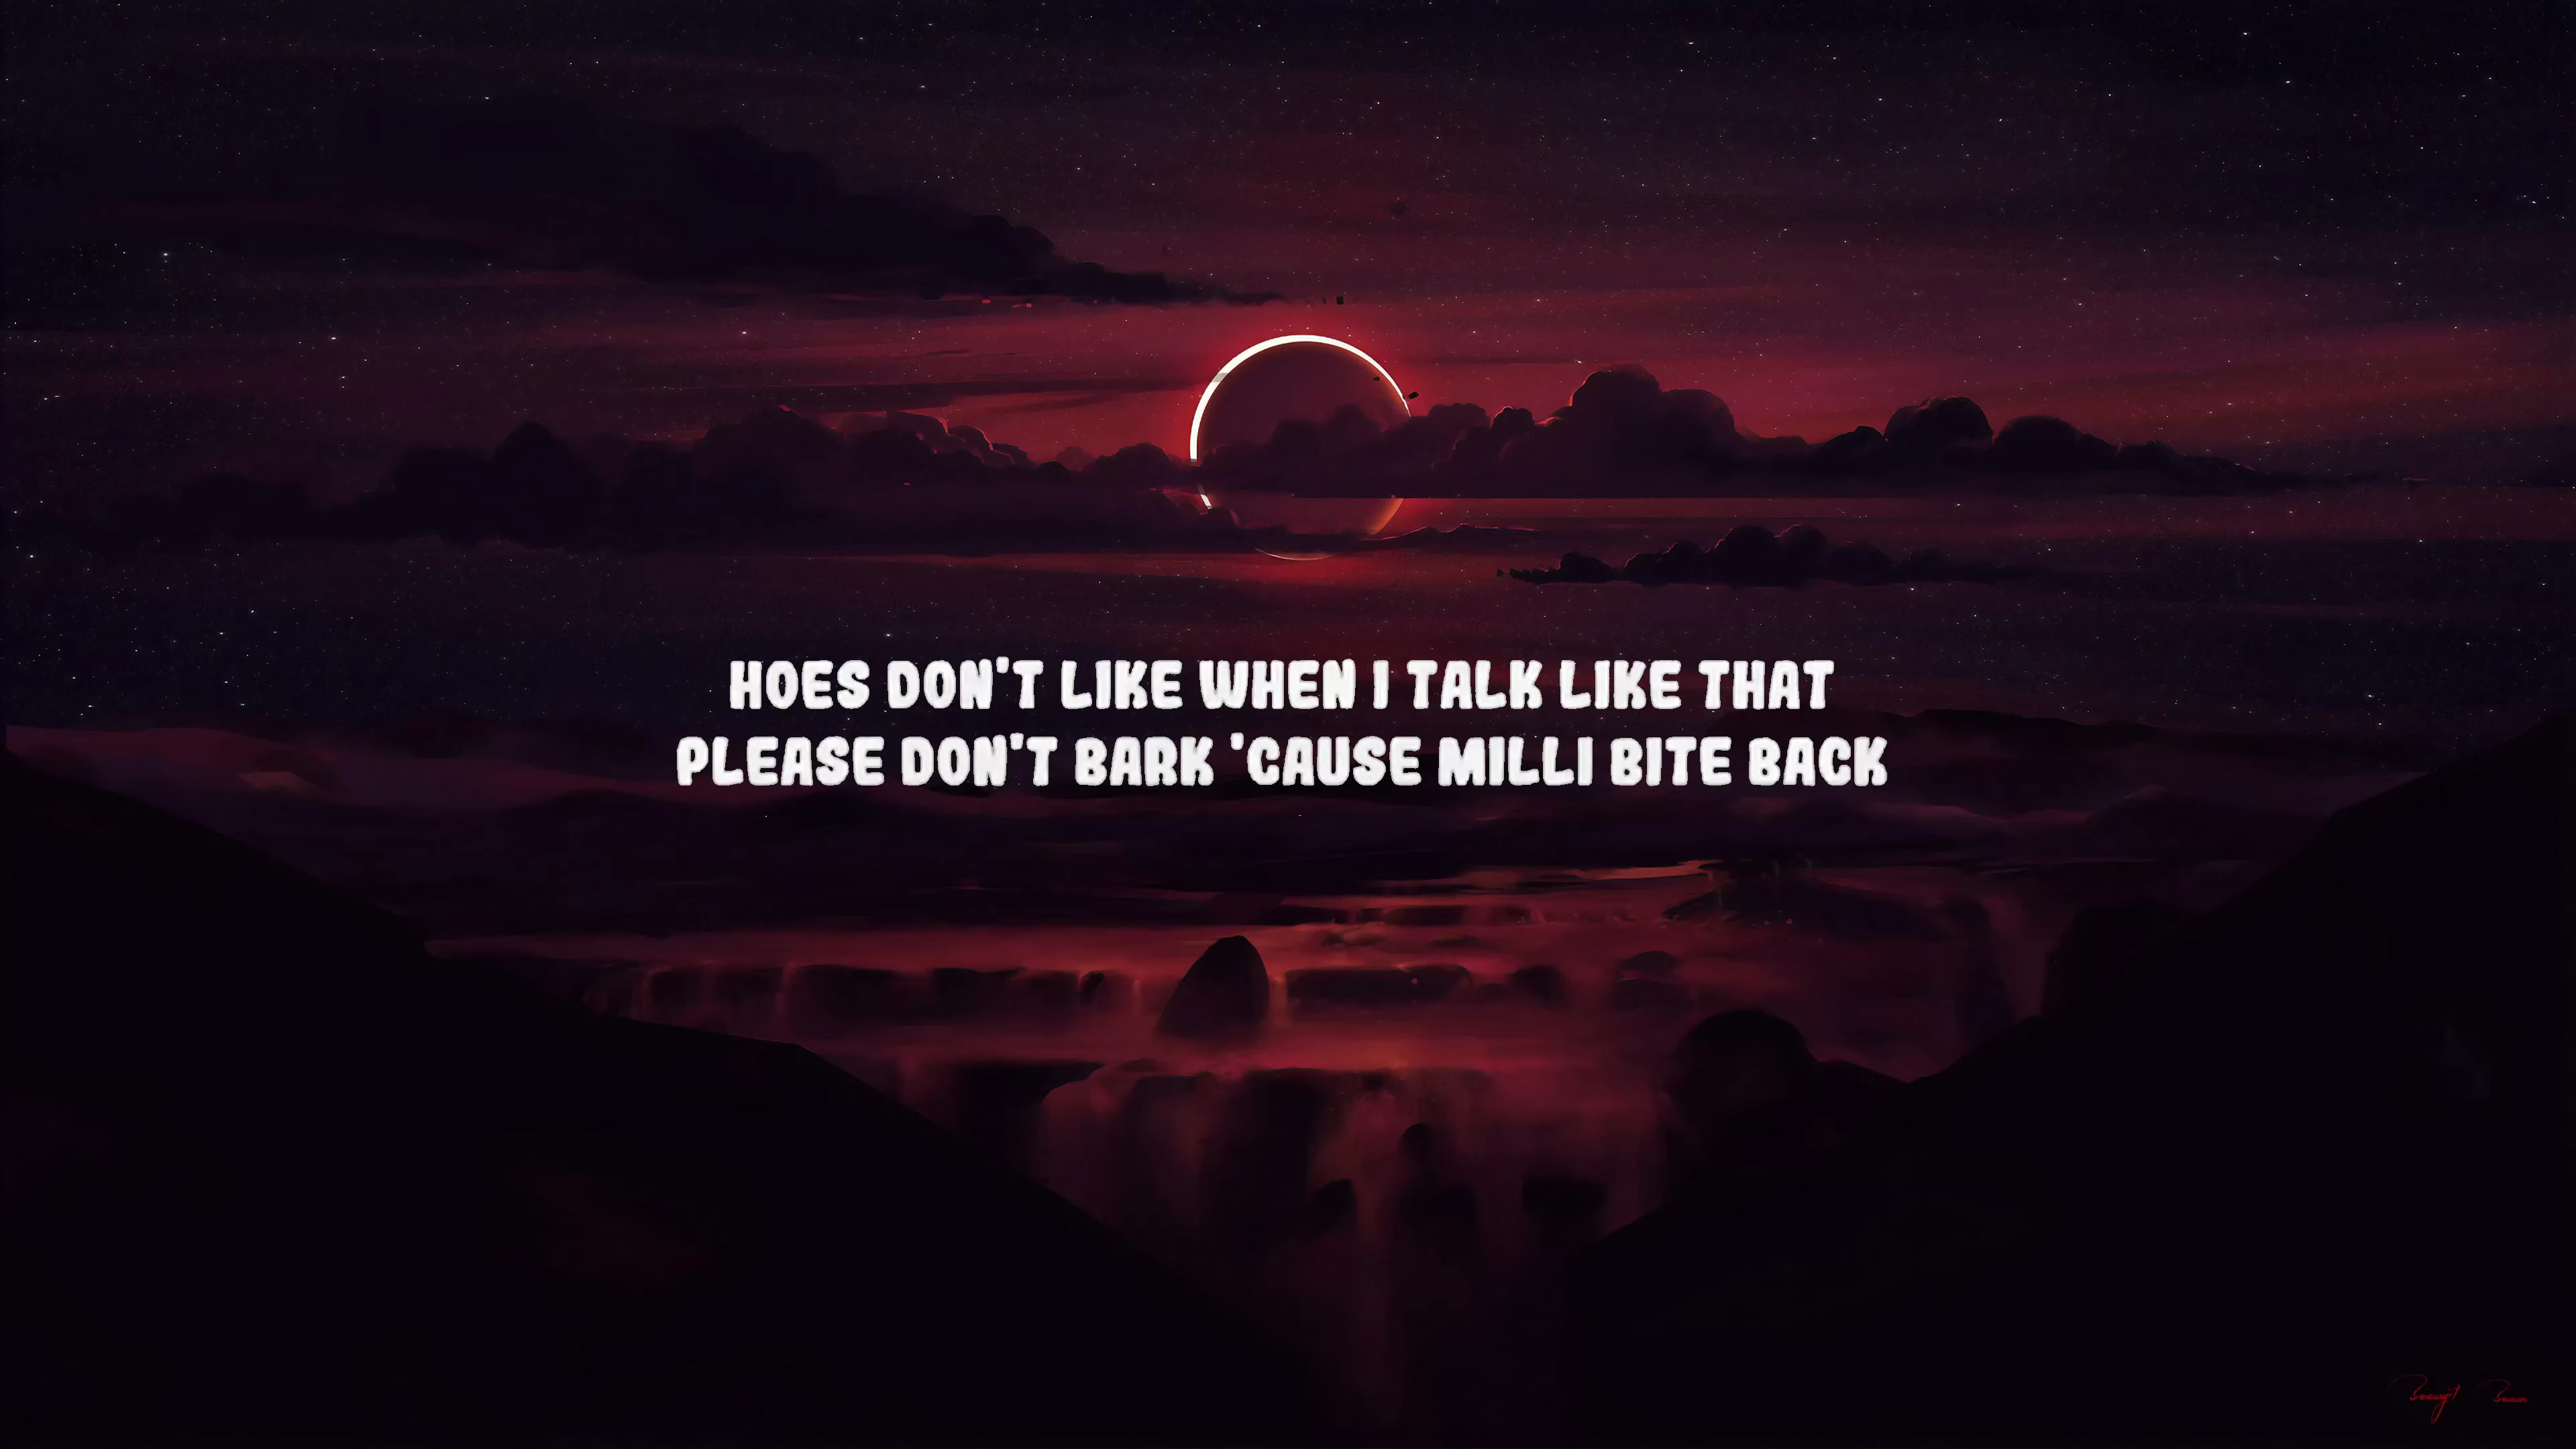 HOES DON'T LIKE WHEN I TALK LIKE THAT
PLEASE DON'T BARK 'CAUSE MILLI BITE BACK